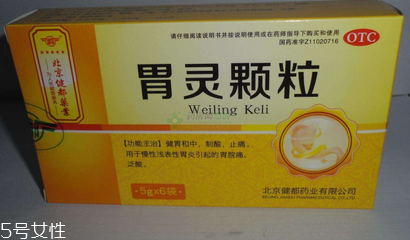 请仔细阅读说明书并按说明使用或在药师指导下购买和使用
国药准字Z11020716
OTC
北京健都药业
胃灵颗粒
Weiling Keli
【功能主治】健胃和中，制酸，止痛。
用于慢性浅表性胃炎引起的胃脘痛，
泛酸。
5g×6袋
北京健都药业有限公司
5号女性